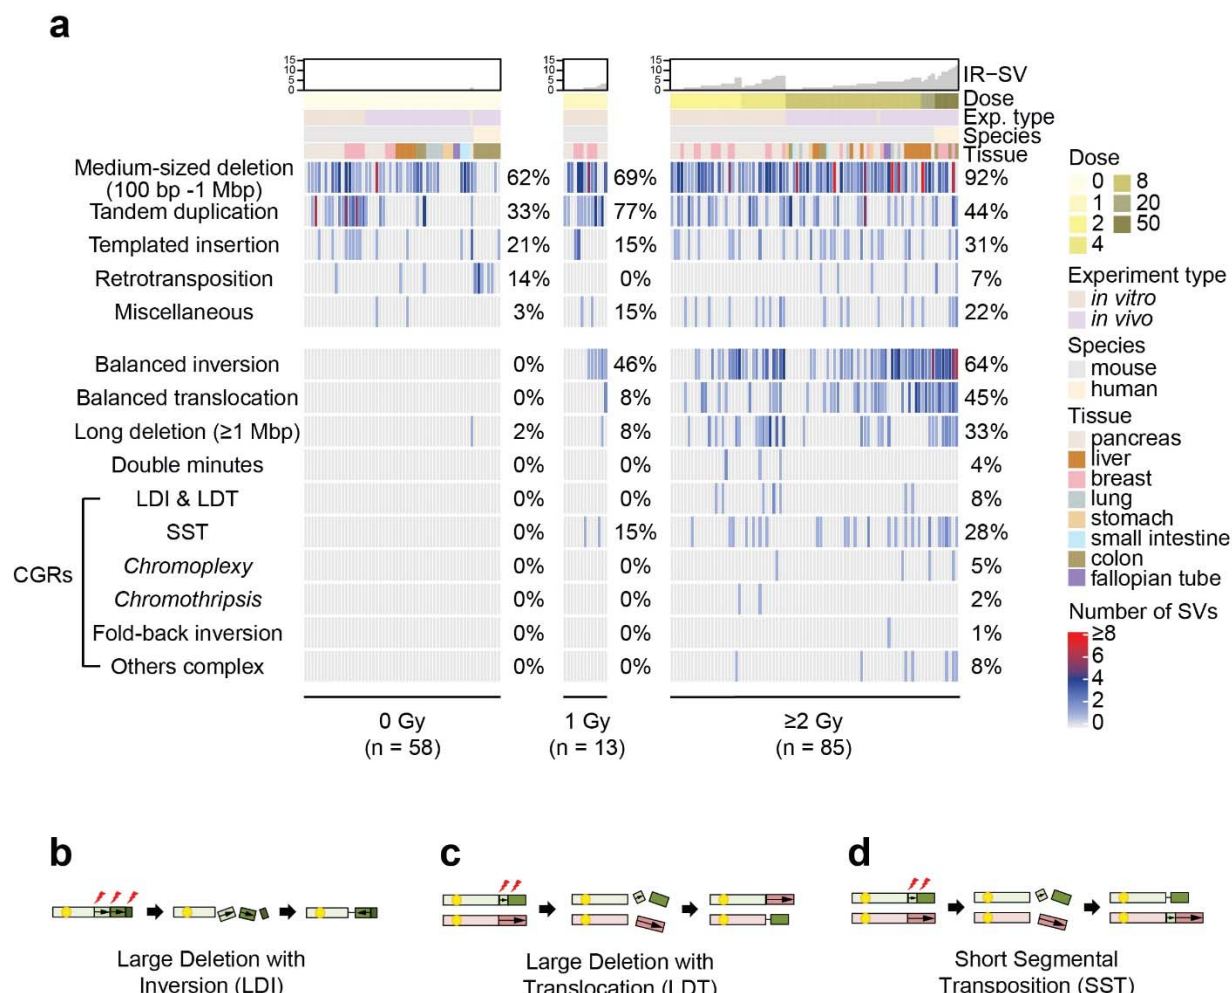 a
15
10
5
0
15
10
5
0
15
10
5
0
IR−SV
Dose
Exp. type
Species
Tissue
Medium-sized deletion
(100 bp -1 Mbp)
62%
69%
92%
Tandem duplication
33%
77%
44%
Templated insertion
21%
15%
31%
Retrotransposition
14%
0%
7%
Miscellaneous
3%
15%
22%
Balanced inversion
0%
46%
64%
Balanced translocation
0%
8%
45%
Long deletion (≥1 Mbp)
2%
8%
33%
Double minutes
0%
0%
4%
CGRs
LDI & LDT
0%
0%
8%
SST
0%
15%
28%
Chromoplexy
0%
0%
5%
Chromothripsis
0%
0%
2%
Fold-back inversion
0%
0%
1%
Others complex
0%
0%
8%
0 Gy
(n = 58)
1 Gy
(n = 13)
≥2 Gy
(n = 85)
Dose
0
1
2
4
8
20
50
Experiment type
in vitro
in vivo
Species
mouse
human
Tissue
pancreas
liver
breast
lung
stomach
small intestine
colon
fallopian tube
Number of SVs
≥8
6
4
2
0
b
Large Deletion with
Inversion (LDI)
c
Large Deletion with
Translocation (LDT)
d
Short Segmental
Transposition (SST)